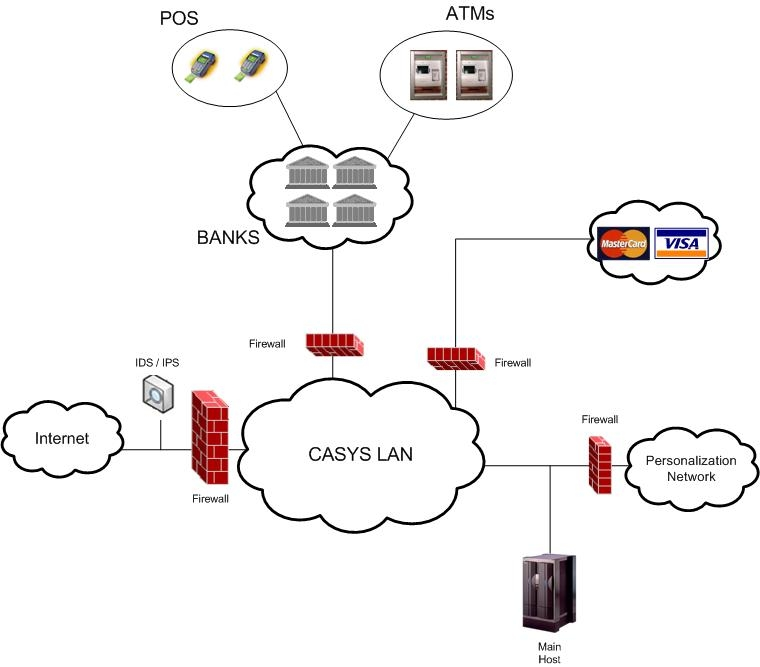 POS
ATMs
BANKS
MasterCard
VISA
Firewall
Firewall
IDS / IPS
Firewall
Internet
CASYS LAN
Personalization
Network
Firewall
Main
Host